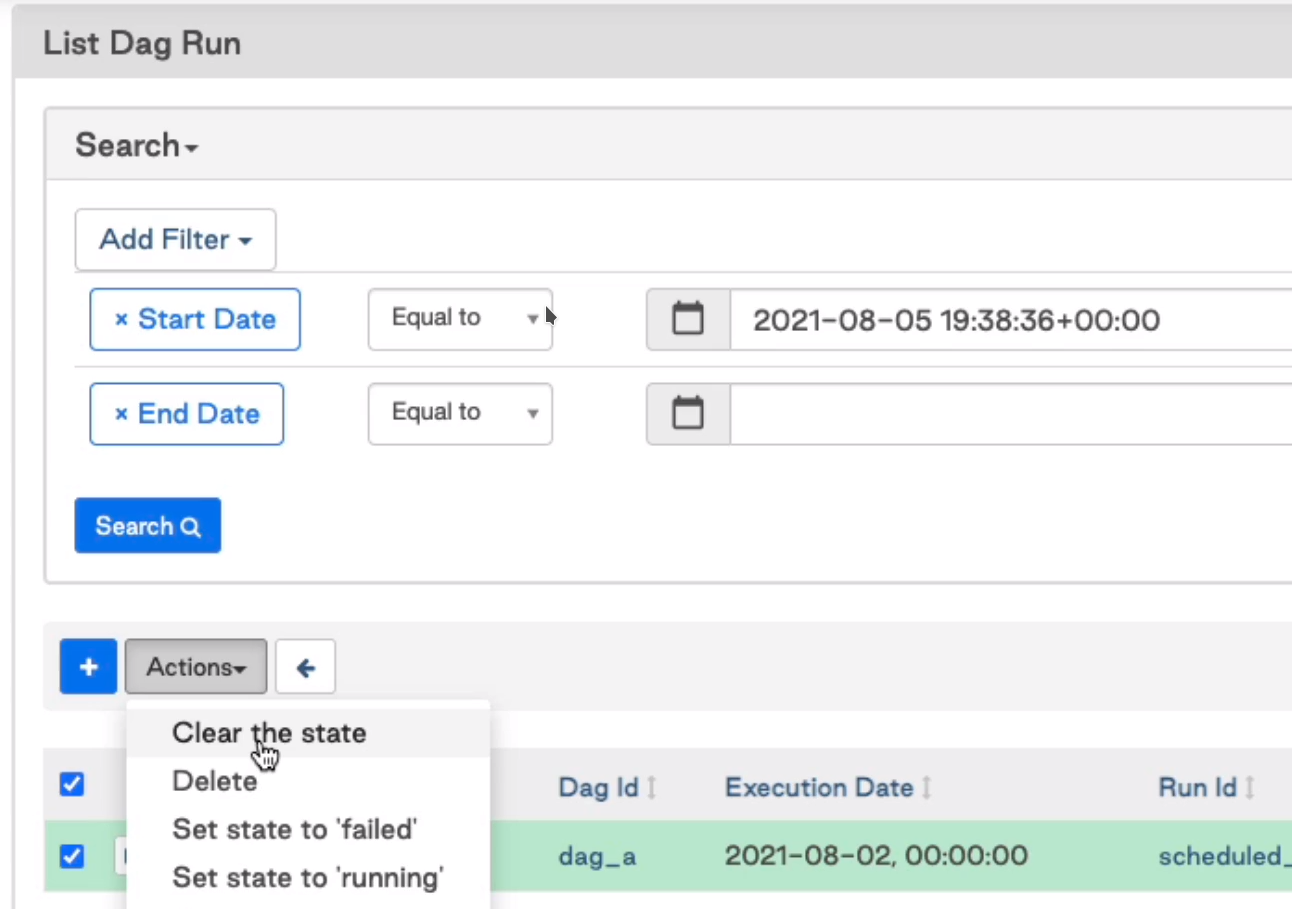 List Dag Run
Search
Add Filter
× Start Date Equal to 2021-08-05 19:38:36+00:00
× End Date Equal to
Search
+ Actions
Clear the state
Delete
Set state to 'failed'
Set state to 'running'
Dag Id Execution Date Run Id
dag_a 2021-08-02, 00:00:00 scheduled_